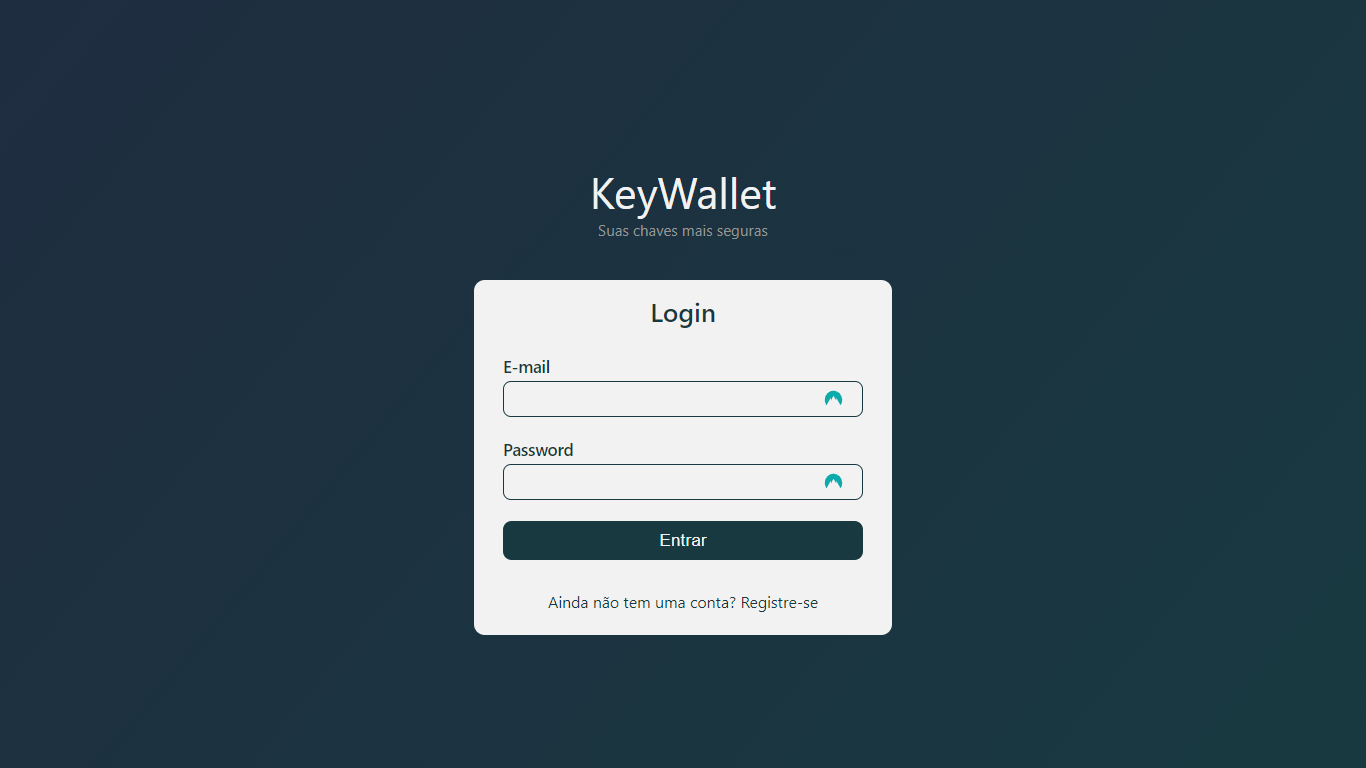 KeyWallet
Suas chaves mais seguras
Login
E-mail
Password
Entrar
Ainda não tem uma conta? Registre-se